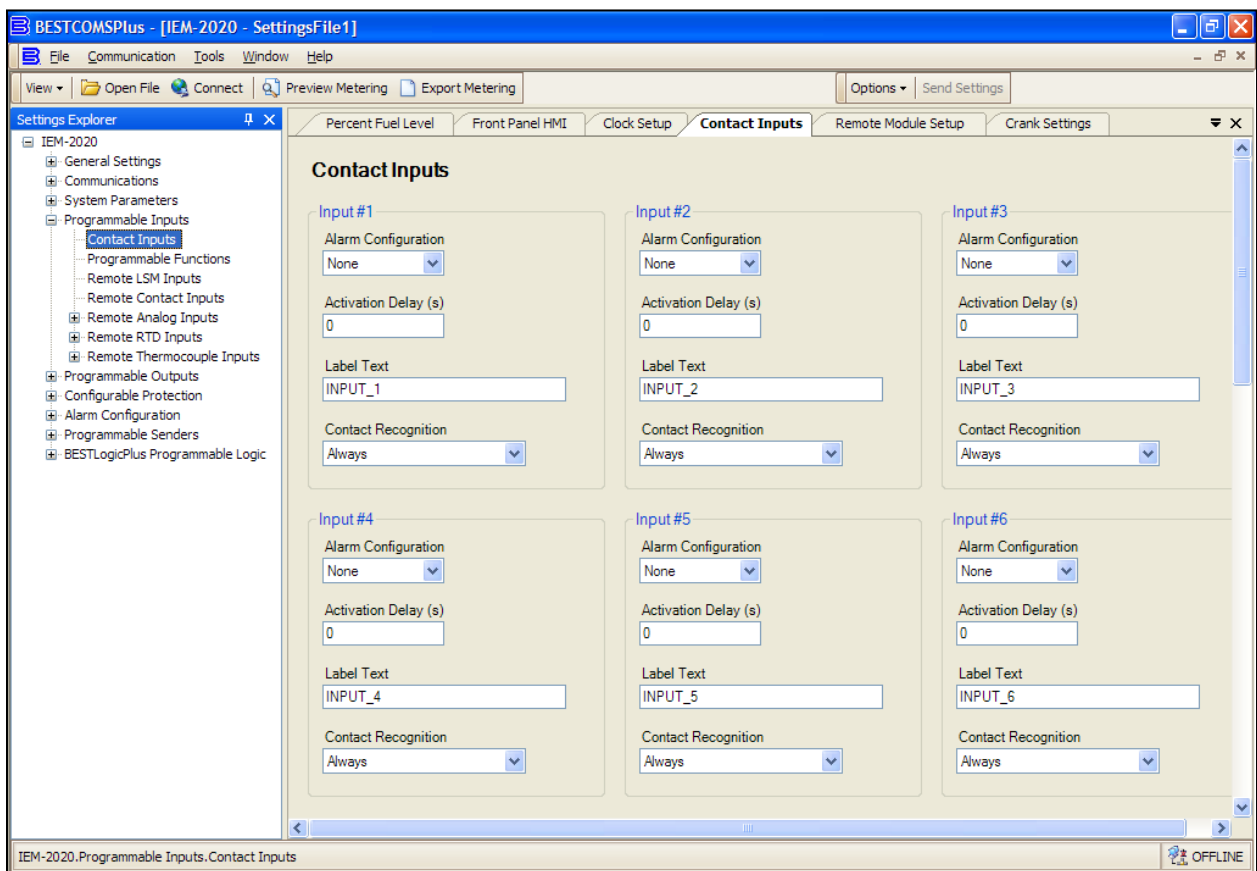 BESTCOMSPlus - [IEM-2020 - SettingsFile1]
File Communication Tools Window Help
View Open File Connect Preview Metering Export Metering Options Send Settings
Settings Explorer
IEM-2020
General Settings
Communications
System Parameters
Programmable Inputs
Contact Inputs
Programmable Functions
Remote LSM Inputs
Remote Contact Inputs
Remote Analog Inputs
Remote RTD Inputs
Remote Thermocouple Inputs
Programmable Outputs
Configurable Protection
Alarm Configuration
Programmable Senders
BESTLogicPlus Programmable Logic
Percent Fuel Level Front Panel HMI Clock Setup Contact Inputs Remote Module Setup Crank Settings
Contact Inputs
Input #1
Alarm Configuration
None
Activation Delay (s)
0
Label Text
INPUT_1
Contact Recognition
Always
Input #2
Alarm Configuration
None
Activation Delay (s)
0
Label Text
INPUT_2
Contact Recognition
Always
Input #3
Alarm Configuration
None
Activation Delay (s)
0
Label Text
INPUT_3
Contact Recognition
Always
Input #4
Alarm Configuration
None
Activation Delay (s)
0
Label Text
INPUT_4
Contact Recognition
Always
Input #5
Alarm Configuration
None
Activation Delay (s)
0
Label Text
INPUT_5
Contact Recognition
Always
Input #6
Alarm Configuration
None
Activation Delay (s)
0
Label Text
INPUT_6
Contact Recognition
Always
IEM-2020.Programmable Inputs.Contact Inputs
OFFLINE